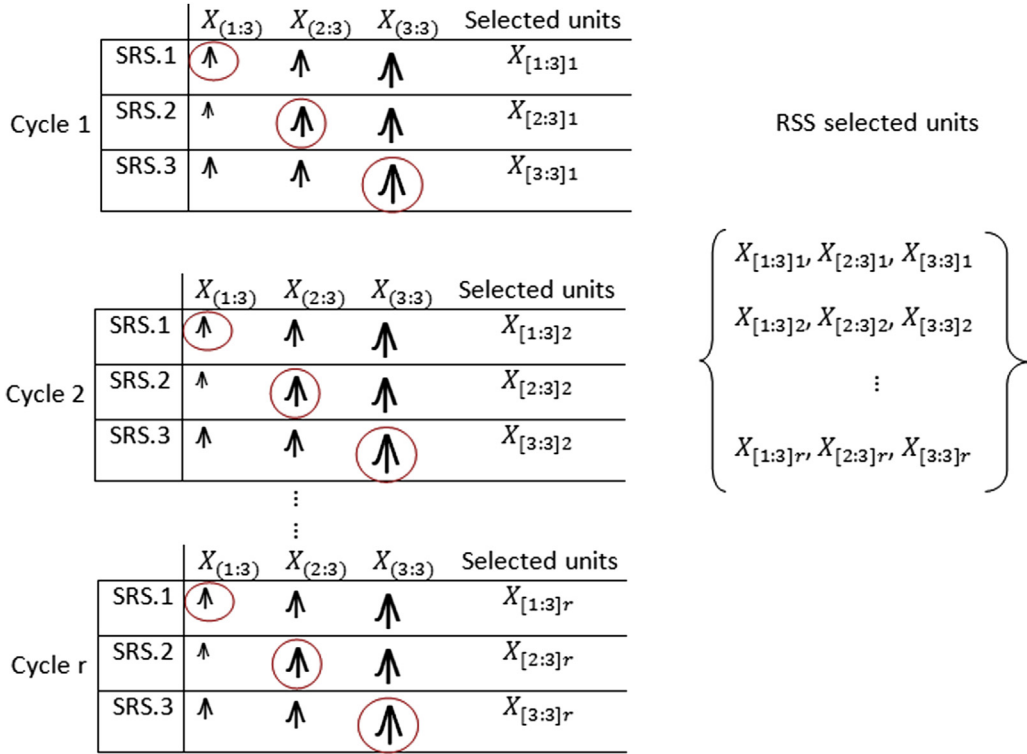 X(1:3) X(2:3) X(3:3) Selected units
SRS.1 X[1:3]1
Cycle 1 SRS.2 X[2:3]1
SRS.3 X[3:3]1
X(1:3) X(2:3) X(3:3) Selected units
SRS.1 X[1:3]2
Cycle 2 SRS.2 X[2:3]2
SRS.3 X[3:3]2
⋮
⋮
X(1:3) X(2:3) X(3:3) Selected units
SRS.1 X[1:3]r
Cycle r SRS.2 X[2:3]r
SRS.3 X[3:3]r
RSS selected units
X[1:3]1, X[2:3]1, X[3:3]1
X[1:3]2, X[2:3]2, X[3:3]2
⋮
X[1:3]r, X[2:3]r, X[3:3]r